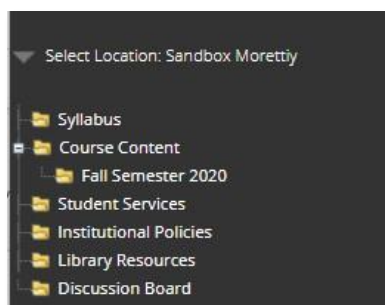 Select Location: Sandbox Morettiy
Syllabus
Course Content
Fall Semester 2020
Student Services
Institutional Policies
Library Resources
Discussion Board